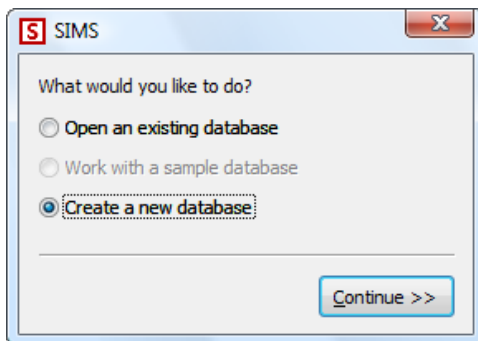 S SIMS
What would you like to do?
Open an existing database
Work with a sample database
Create a new database
Continue >>